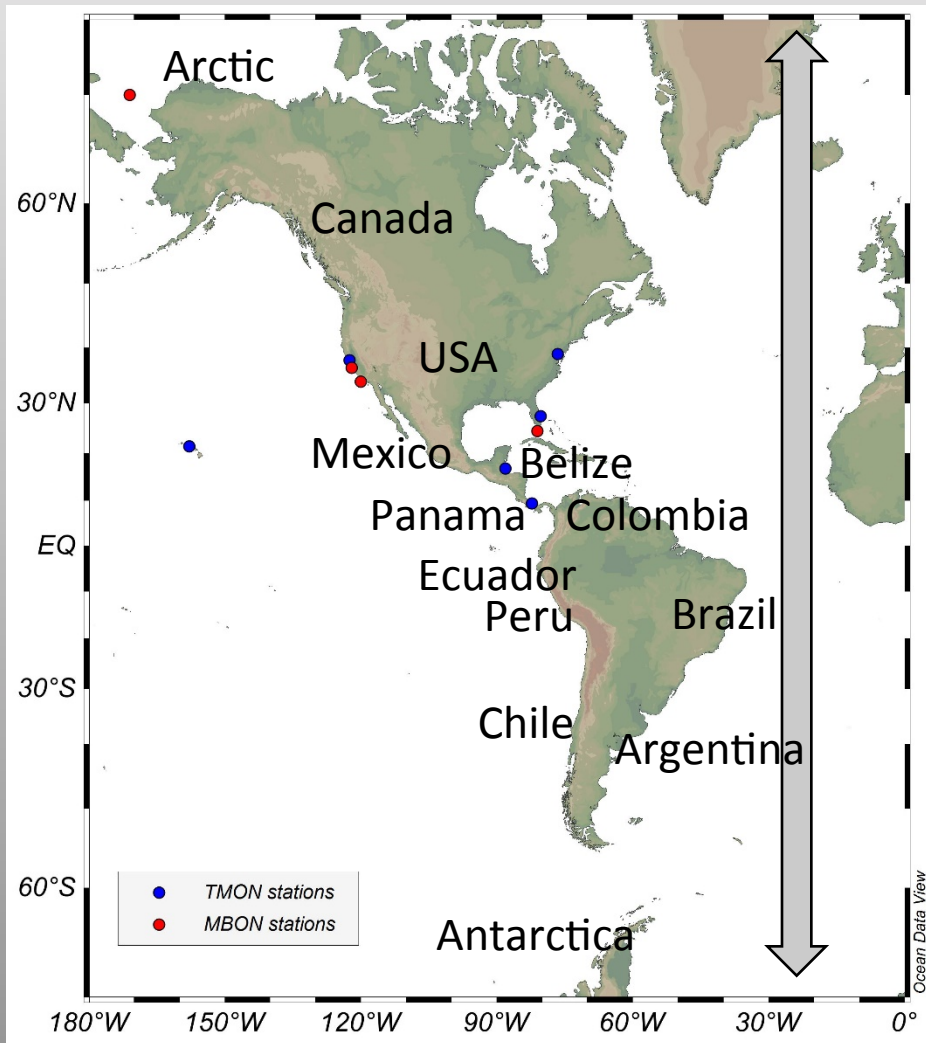 Arctic
60°N
Canada
USA
30°N
Mexico
Belize
Panama
Colombia
EQ
Ecuador
Peru
Brazil
30°S
Chile
Argentina
60°S
TMON stations
MBON stations
Antarctica
Ocean Data View
180°W 150°W 120°W 90°W 60°W 30°W 0°